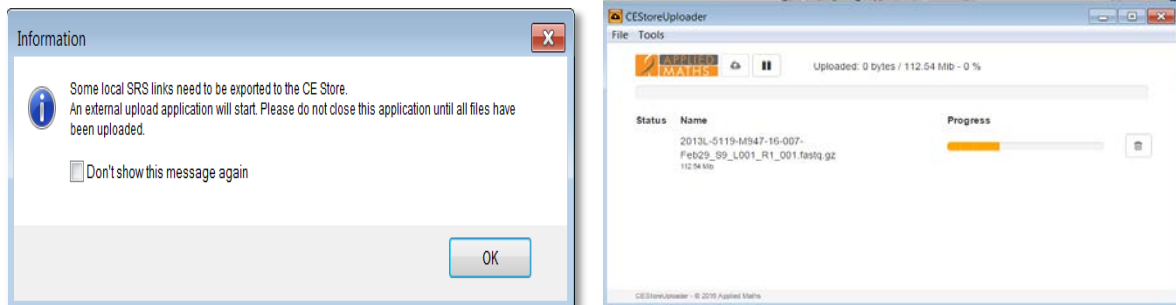 Information
Some local SRS links need to be exported to the CE Store.
An external upload application will start. Please do not close this application until all files have
been uploaded.
Don't show this message again
OK
CEStoreUploader
File Tools
APPLIED
MATHS
Uploaded: 0 bytes / 112.54 Mib - 0 %
Status Name Progress
2013L-5119-M947-16-007-
Feb29_S9_L001_R1_001.fastq.gz
112.54 Mib
CEStoreUploader - © 2016 Applied Maths